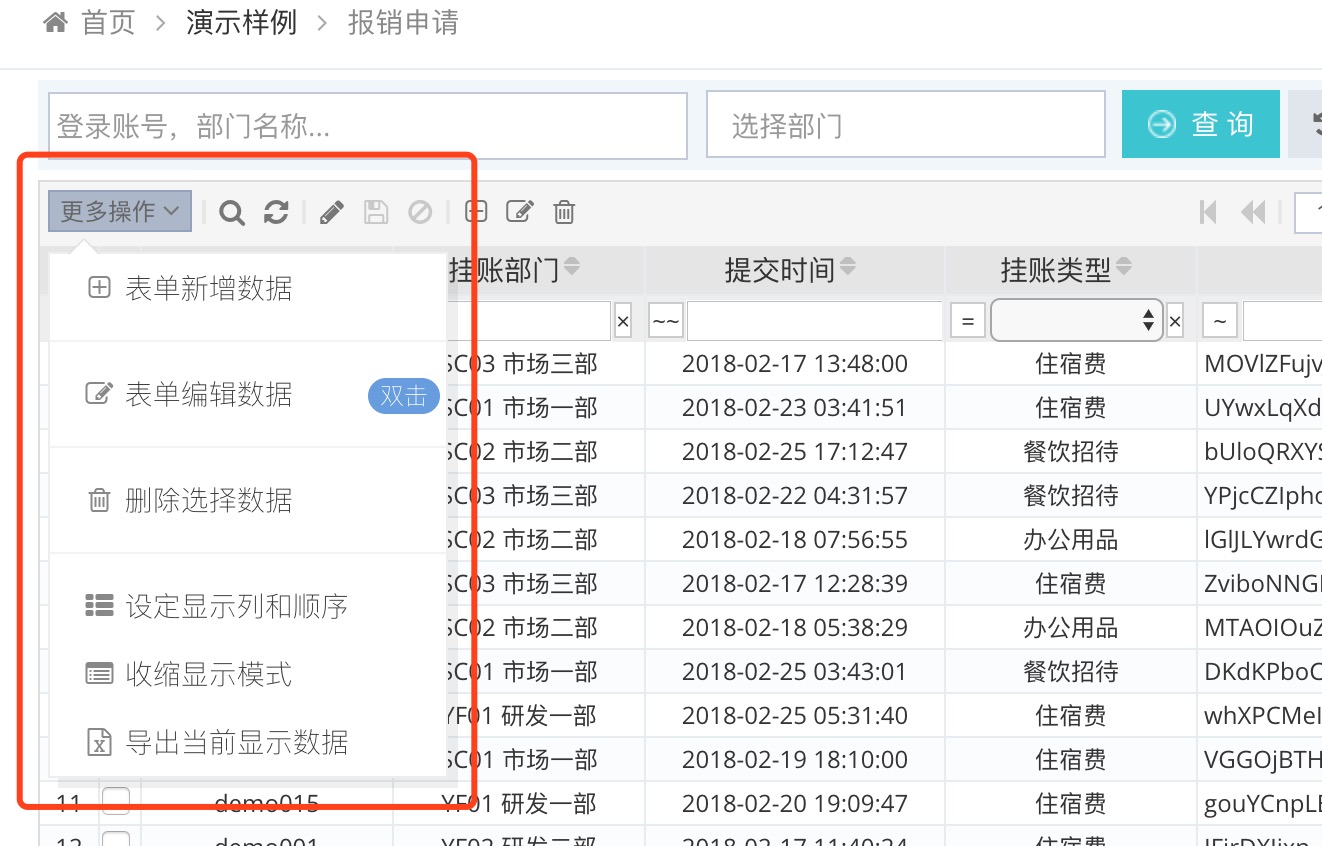 首页 > 演示样例 > 报销申请
登录账号，部门名称... 选择部门 查 询
更多操作
挂账部门 提交时间 挂账类型
× ~~ = × ~
表单新增数据
表单编辑数据 双击
删除选择数据
设定显示列和顺序
收缩显示模式
导出当前显示数据
SC03 市场三部 2018-02-17 13:48:00 住宿费 MOVlZFujv
SC01 市场一部 2018-02-23 03:41:51 住宿费 UYwxLqXd
SC02 市场二部 2018-02-25 17:12:47 餐饮招待 bUloQRXYS
SC03 市场三部 2018-02-22 04:31:57 餐饮招待 YPjcCZIpho
SC02 市场二部 2018-02-18 07:56:55 办公用品 lGlJLYwrdG
SC03 市场三部 2018-02-17 12:28:39 住宿费 ZviboNNG
SC02 市场二部 2018-02-18 05:38:29 办公用品 MTAOIOuZ
SC01 市场一部 2018-02-25 03:43:01 餐饮招待 DKdKPboC
YF01 研发一部 2018-02-25 05:31:40 住宿费 whXPCMe
SC01 市场一部 2018-02-19 18:10:00 住宿费 VGGOjBTH
11 demo015 YF01 研发一部 2018-02-20 19:09:47 住宿费 gouYCnpL
12 demo001 2018-02-17 11:40:24 住宿费